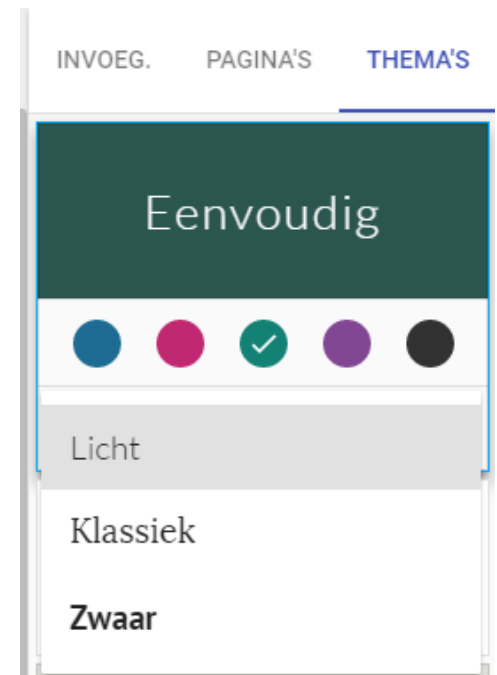 INVOEG. PAGINA'S THEMA'S
Eenvoudig
Licht
Klassiek
Zwaar